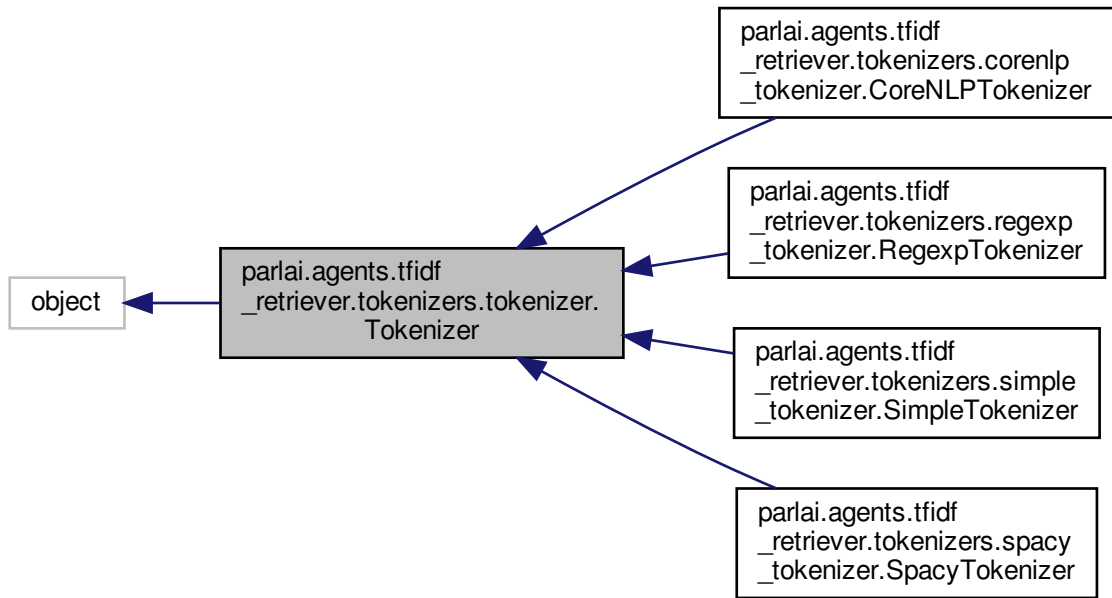 object
parlai.agents.tfidf
_retriever.tokenizers.tokenizer.
Tokenizer
parlai.agents.tfidf
_retriever.tokenizers.corenlp
_tokenizer.CoreNLPTokenizer
parlai.agents.tfidf
_retriever.tokenizers.regexp
_tokenizer.RegexpTokenizer
parlai.agents.tfidf
_retriever.tokenizers.simple
_tokenizer.SimpleTokenizer
parlai.agents.tfidf
_retriever.tokenizers.spacy
_tokenizer.SpacyTokenizer